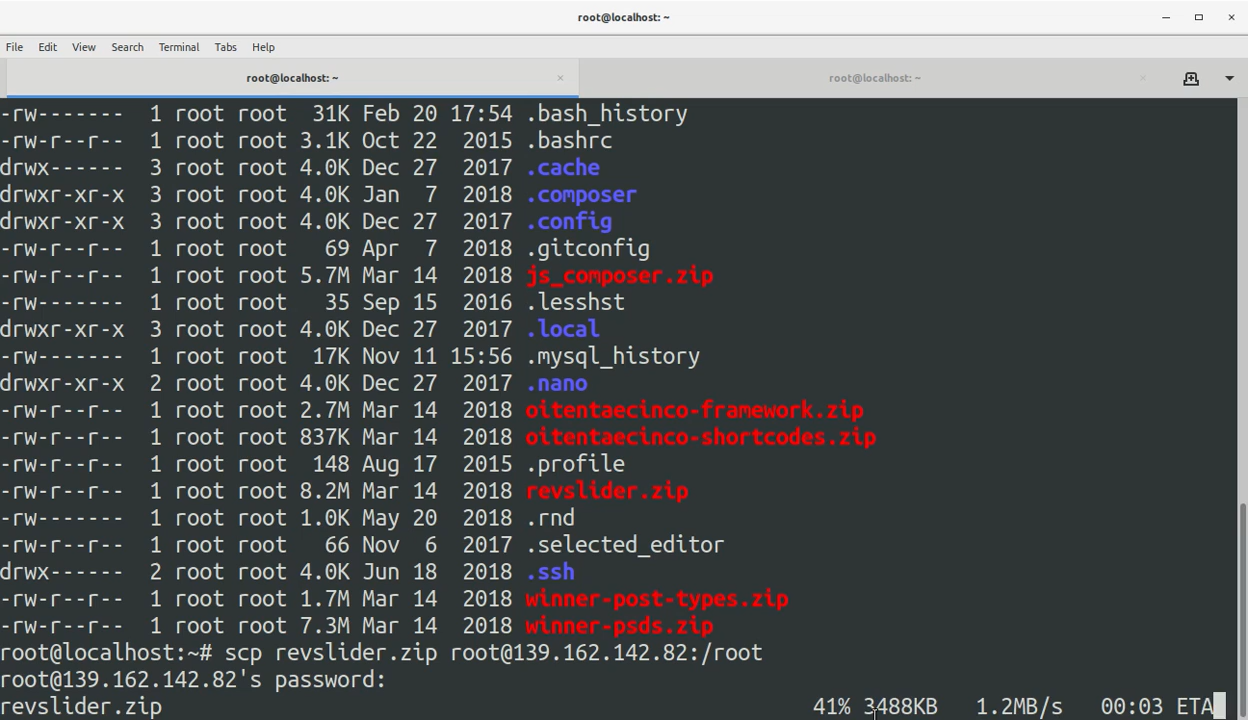 root@localhost: ~
File Edit View Search Terminal Tabs Help
root@localhost: ~ × root@localhost: ~ ×
-rw------- 1 root root 31K Feb 20 17:54 .bash_history
-rw-r--r-- 1 root root 3.1K Oct 22 2015 .bashrc
drwx------ 3 root root 4.0K Dec 27 2017 .cache
drwxr-xr-x 3 root root 4.0K Jan 7 2018 .composer
drwxr-xr-x 3 root root 4.0K Dec 27 2017 .config
-rw-r--r-- 1 root root 69 Apr 7 2018 .gitconfig
-rw-r--r-- 1 root root 5.7M Mar 14 2018 js_composer.zip
-rw------- 1 root root 35 Sep 15 2016 .lesshst
drwxr-xr-x 3 root root 4.0K Dec 27 2017 .local
-rw------- 1 root root 17K Nov 11 15:56 .mysql_history
drwxr-xr-x 2 root root 4.0K Dec 27 2017 .nano
-rw-r--r-- 1 root root 2.7M Mar 14 2018 oitentaecinco-framework.zip
-rw-r--r-- 1 root root 837K Mar 14 2018 oitentaecinco-shortcodes.zip
-rw-r--r-- 1 root root 148 Aug 17 2015 .profile
-rw-r--r-- 1 root root 8.2M Mar 14 2018 revslider.zip
-rw------- 1 root root 1.0K May 20 2018 .rnd
-rw-r--r-- 1 root root 66 Nov 6 2017 .selected_editor
drwx------ 2 root root 4.0K Jun 18 2018 .ssh
-rw-r--r-- 1 root root 1.7M Mar 14 2018 winner-post-types.zip
-rw-r--r-- 1 root root 7.3M Mar 14 2018 winner-psds.zip
root@localhost:~# scp revslider.zip root@139.162.142.82:/root
root@139.162.142.82's password:
revslider.zip 41% 3488KB 1.2MB/s 00:03 ETA